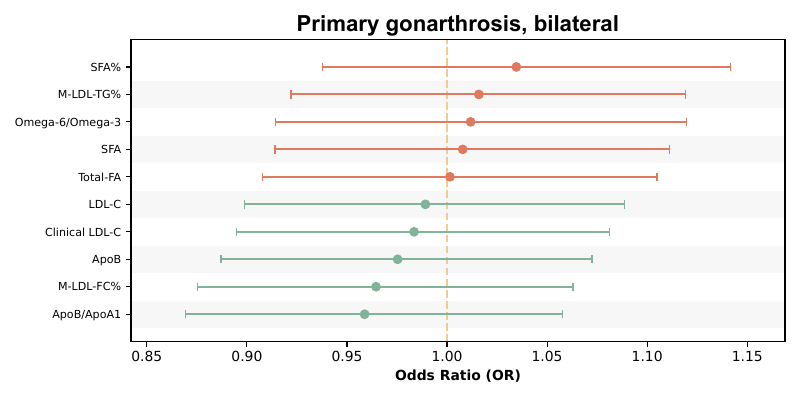 Primary gonarthrosis, bilateral
SFA%
M-LDL-TG%
Omega-6/Omega-3
SFA
Total-FA
LDL-C
Clinical LDL-C
ApoB
M-LDL-FC%
ApoB/ApoA1
0.85 0.90 0.95 1.00 1.05 1.10 1.15
Odds Ratio (OR)